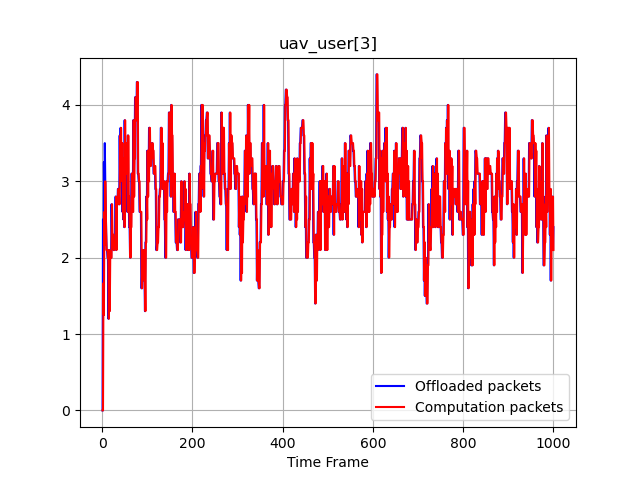 uav_user[3]
4
3
2
1
0
0 200 400 600 800 1000
Time Frame
Offloaded packets
Computation packets